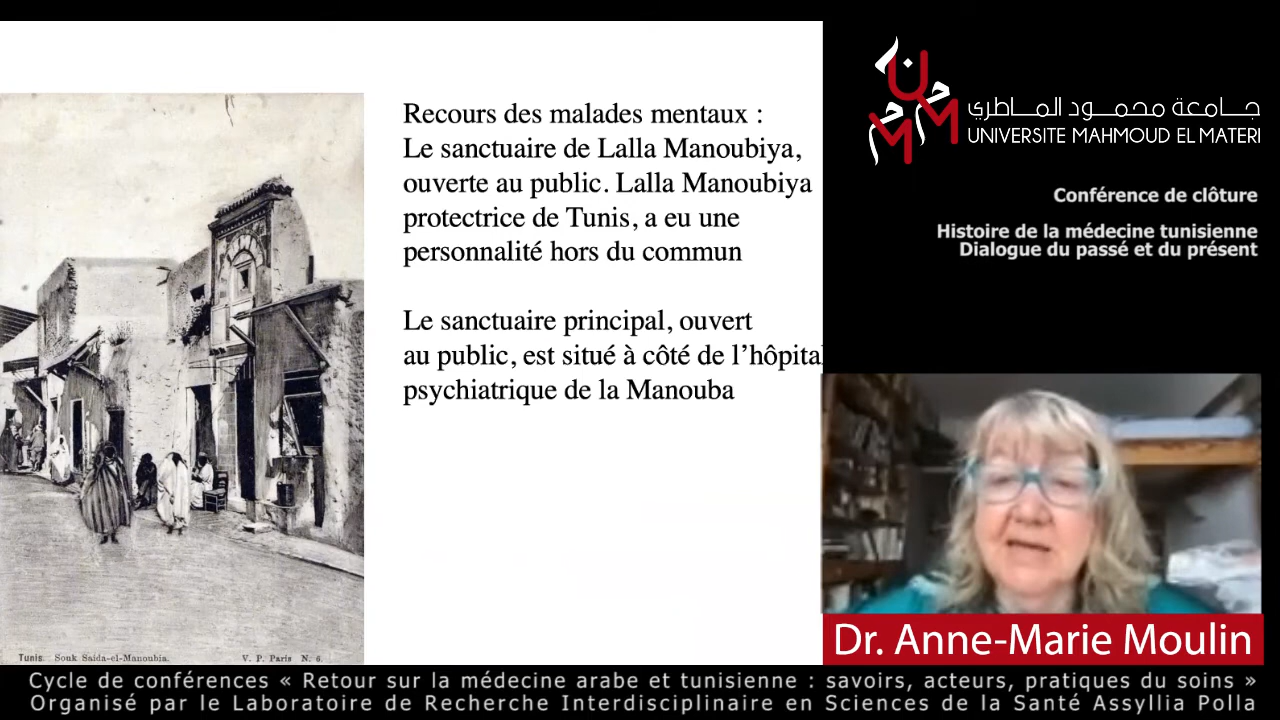 Recours des malades mentaux :
Le sanctuaire de Lalla Manoubiya,
ouverte au public. Lalla Manoubiya
protectrice de Tunis, a eu une
personnalité hors du commun
Le sanctuaire principal, ouvert
au public, est situé à côté de l’hôpital
psychiatrique de la Manouba
Tunis. Souk Saida-el-Manoubia. V. P. Paris N. 6.
جامعة محمود الماطري
UNIVERSITE MAHMOUD EL MATERI
Conférence de clôture
Histoire de la médecine tunisienne
Dialogue du passé et du présent
Dr. Anne-Marie Moulin
Cycle de conférences « Retour sur la médecine arabe et tunisienne : savoirs, acteurs, pratiques du soins »
Organisé par le Laboratoire de Recherche Interdisciplinaire en Sciences de la Santé Assyllia Polla